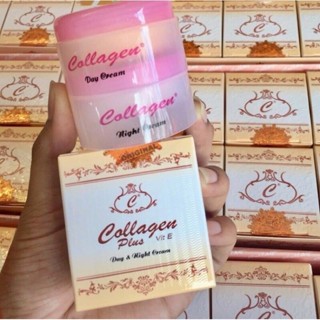 Collagen
Day Cream
Collagen
Night Cream
C
Collagen
Plus Vit E
Day & Night Cream